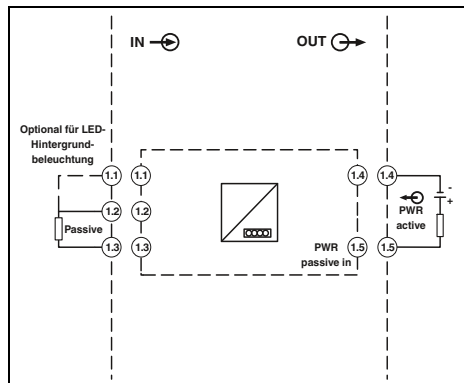 IN
OUT
Optional für LED-
Hintergrund-
beleuchtung
1.1
1.1
1.4
1.4
-
+
1.2
1.2
PWR
active
Passive
1.3
1.3
PWR
passive in
1.5
1.5